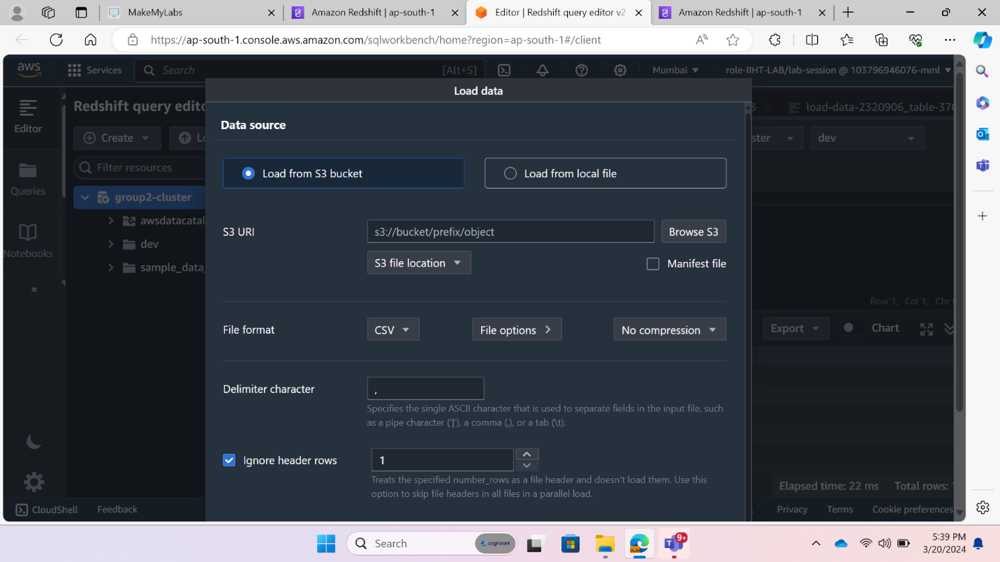 MakeMyLabs
Amazon Redshift | ap-south-1
Editor | Redshift query editor v2
Amazon Redshift | ap-south-1
https://ap-south-1.console.aws.amazon.com/sqlworkbench/home?region=ap-south-1#/client
aws
Services
Search
[Alt+S]
Mumbai
role-IIHT-LAB/lab-session @ 103796946076-mml
Load data
Editor
Queries
Notebooks
Redshift query edito
Create
Lo
Filter resources
group2-cluster
awsdatacatal
dev
sample_data_
3
load-data-2320906_table-370
ster
dev
Data source
Load from S3 bucket
Load from local file
S3 URI
s3://bucket/prefix/object
Browse S3
S3 file location
Manifest file
File format
CSV
File options
No compression
Delimiter character
,
Specifies the single ASCII character that is used to separate fields in the input file, such
as a pipe character ('|'), a comma (,), or a tab (\t).
Ignore header rows
1
Treats the specified number_rows as a file header and doesn't load them. Use this
option to skip file headers in all files in a parallel load.
Row 1, Col 1, Chr
Export
Chart
Elapsed time: 22 ms Total rows:
CloudShell
Feedback
Privacy
Terms
Cookie preferences
Search
cognizant
9+
5:39 PM
3/20/2024